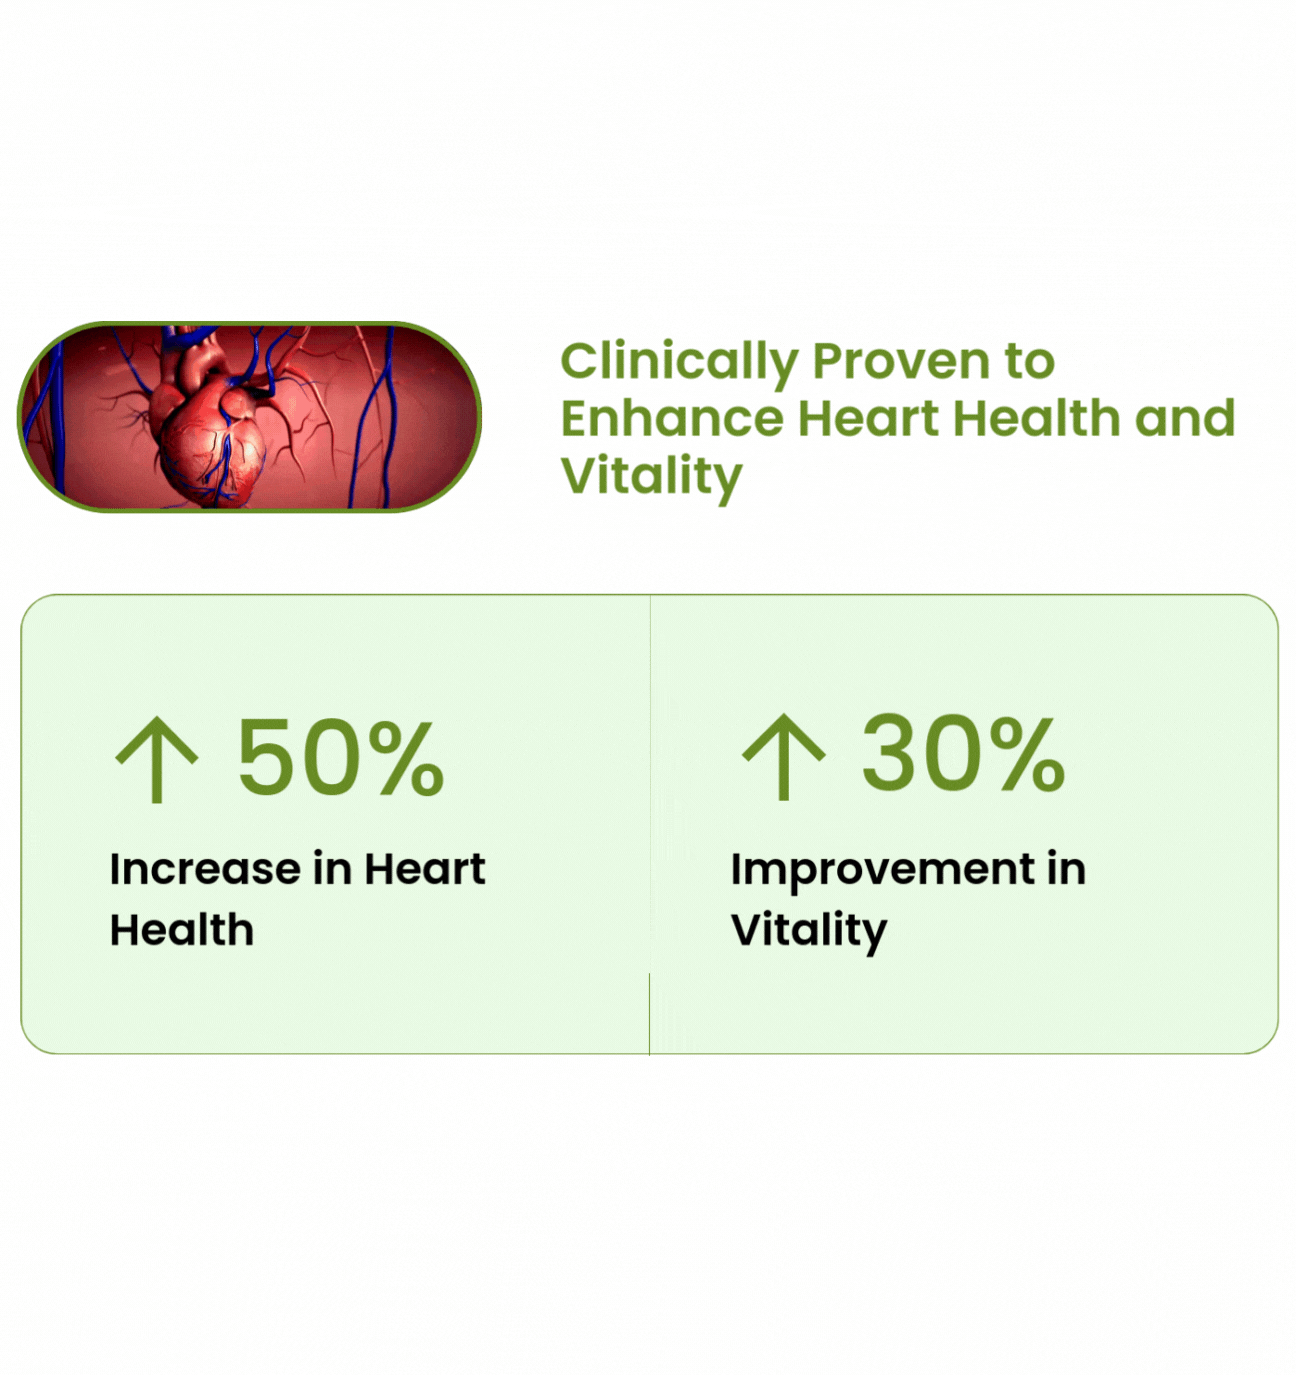 Clinically Proven to
Enhance Heart Health and
Vitality
↑ 50%
Increase in Heart
Health
↑ 30%
Improvement in
Vitality